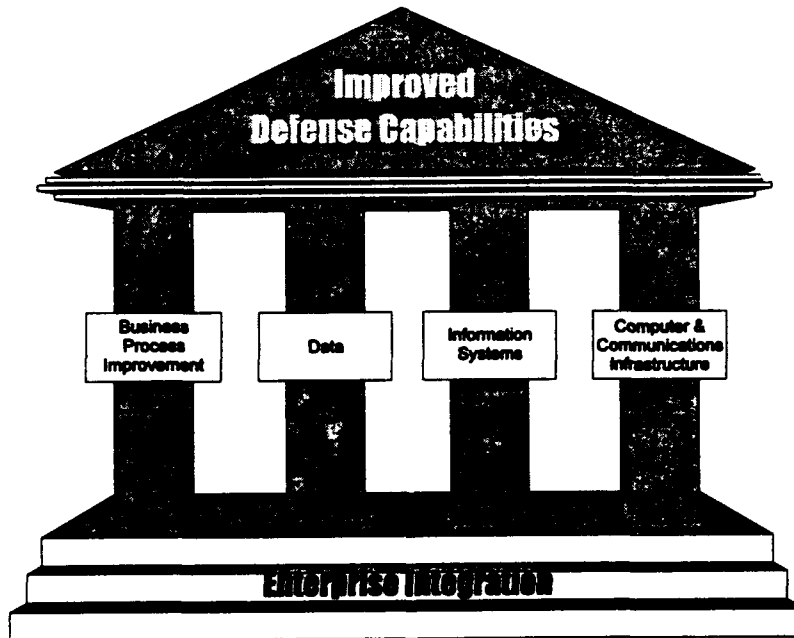 Improved
Defense Capabilities
Business
Process
Improvement
Data
Information
Systems
Computer &
Communications
Infrastructure
Enterprise Integration